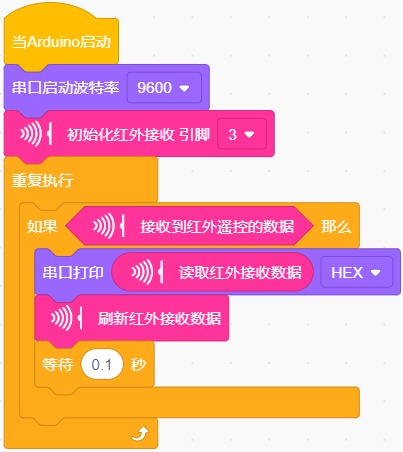 当Arduino启动
串口启动波特率 9600
初始化红外接收 引脚 3
重复执行
如果 接收到红外遥控的数据 那么
串口打印 读取红外接收数据 HEX
刷新红外接收数据
等待 0.1 秒